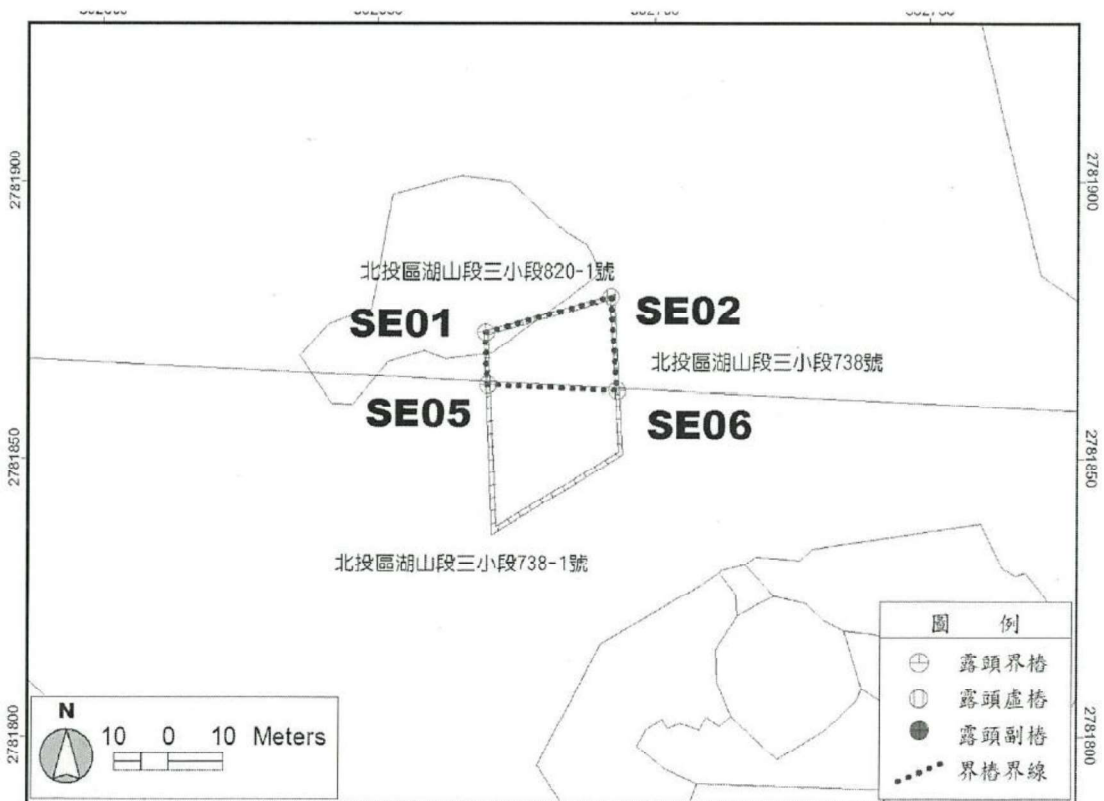 2781900
2781900
北投區湖山段三小段820-1號
SE01
SE02
北投區湖山段三小段738號
SE05
SE06
2781850
2781850
北投區湖山段三小段738-1號
圖 例
露頭界樁
露頭虛樁
露頭副樁
界樁界線
2781800
2781800
N
10 0 10 Meters